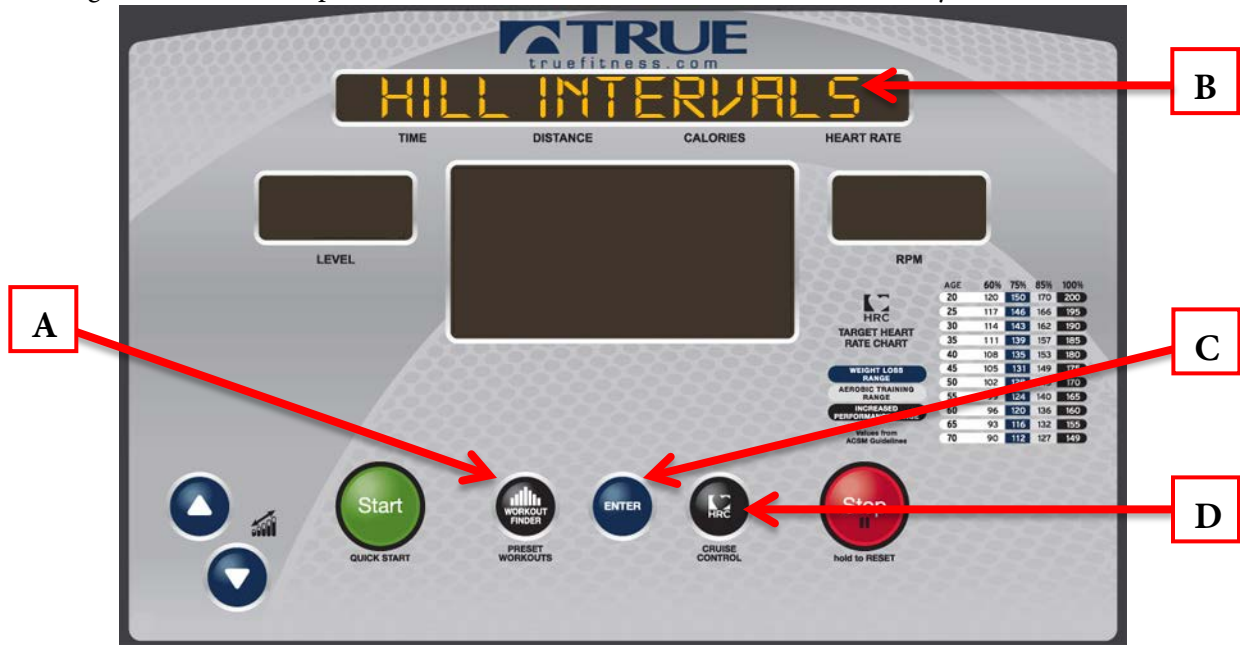 TRUE
truefitness.com
HILL INTERVALS
B
TIME DISTANCE CALORIES HEART RATE
LEVEL
RPM
A
C
D
HRC
TARGET HEART
RATE CHART
WEIGHT LOSS
RANGE
AEROBIC TRAINING
RANGE
INCREASED
Values from
ACSM Guidelines
AGE 60% 75% 85% 100%
20 120 150 170 200
25 117 146 166 195
30 114 143 162 190
35 111 139 157 185
40 108 135 153 180
45 105 131 149
50 102 170
55 124 140 165
60 96 120 136 160
65 93 116 132 155
70 90 112 127 149
Start
QUICK START
WORKOUT
FINDER
PRESET
WORKOUTS
ENTER
HRC
CRUISE
CONTROL
Stop
hold to RESET